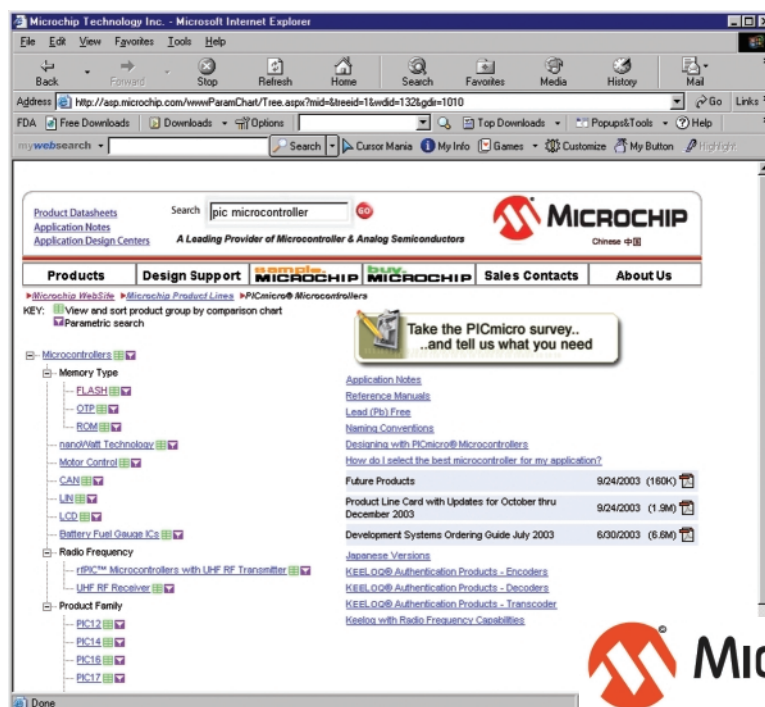 Microchip Technology Inc. - Microsoft Internet Explorer
File Edit View Favorites Tools Help
Back Forward Stop Refresh Home Search Favorites Media History Mail
Address http://asp.microchip.com/wwwParamChart/Tree.aspx?mid=&treeid=1&wdid=132&gdir=1010 Go Links
FDA Free Downloads Downloads Options Top Downloads Popups&Tools Help
mywebsearch Search Cursor Mania My Info Games Customize My Button Highlight
Product Datasheets
Application Notes
Application Design Centers
Search pic microcontroller GO
A Leading Provider of Microcontroller & Analog Semiconductors
MICROCHIP
Chinese 中国
Products Design Support sample MICROCHIP buy MICROCHIP Sales Contacts About Us
Microchip WebSite Microchip Product Lines PICmicro® Microcontrollers
KEY: View and sort product group by comparison chart
Parametric search
Take the PICmicro survey..
..and tell us what you need
Microcontrollers
Memory Type
FLASH
OTP
ROM
nanoWatt Technology
Motor Control
CAN
LIN
LCD
Battery Fuel Gauge ICs
Radio Frequency
rfPIC™ Microcontrollers with UHF RF Transmitter
UHF RF Receiver
Product Family
PIC12
PIC14
PIC16
PIC17
Application Notes
Reference Manuals
Lead (Pb) Free
Naming Conventions
Designing with PICmicro® Microcontrollers
How do I select the best microcontroller for my application?
Future Products 9/24/2003 (160K)
Product Line Card with Updates for October thru
December 2003 9/24/2003 (1.9M)
Development Systems Ordering Guide July 2003 6/30/2003 (6.6M)
Japanese Versions
KEELOQ® Authentication Products - Encoders
KEELOQ® Authentication Products - Decoders
KEELOQ® Authentication Products - Transcoder
Keeloq with Radio Frequency Capabilities
Done
MIC